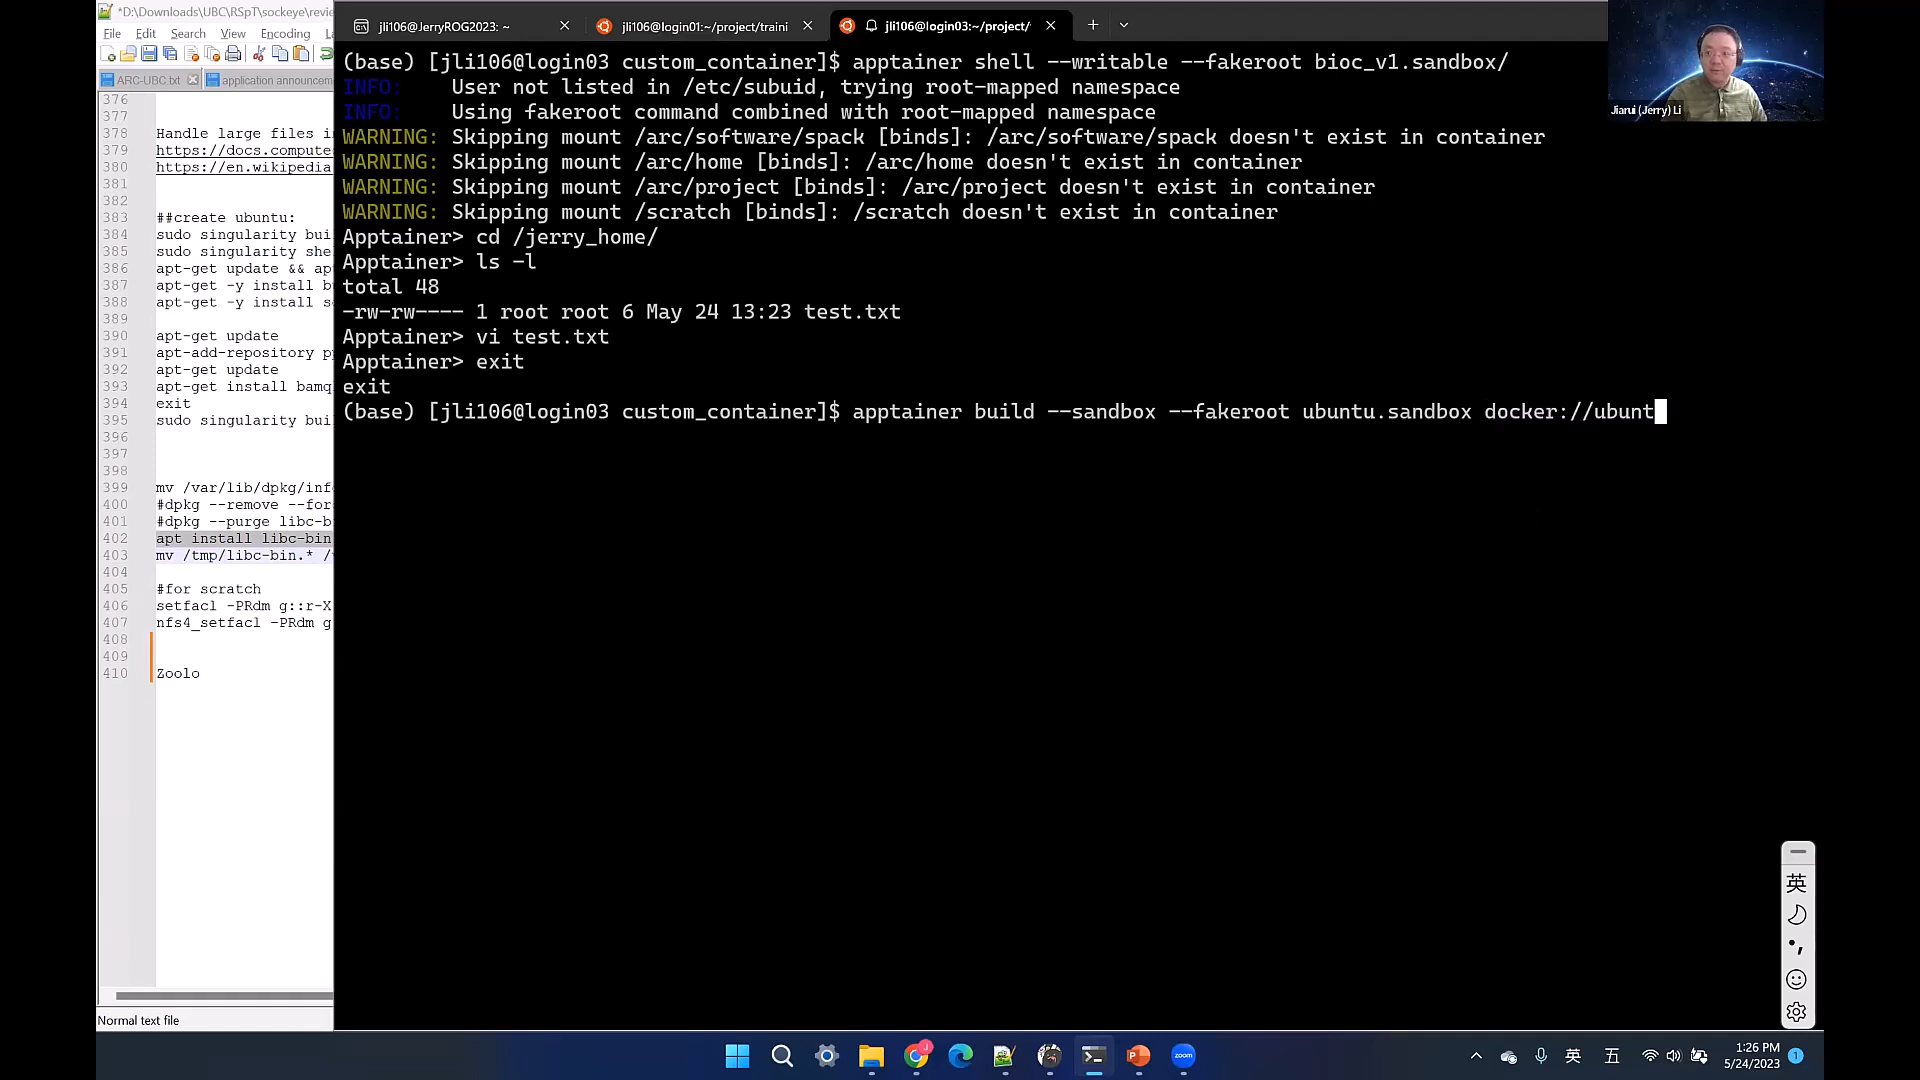 *D:\Downloads\UBC\RSpT\sockeye\revie
File Edit Search View Encoding La
ARC-UBC.txt application announcem
376
377
378 Handle large files in
379 https://docs.compute
380 https://en.wikipedia
381
382
383 ##create ubuntu:
384 sudo singularity bui
385 sudo singularity she
386 apt-get update && ap
387 apt-get -y install b
388 apt-get -y install s
389
390 apt-get update
391 apt-add-repository p
392 apt-get update
393 apt-get install bamq
394 exit
395 sudo singularity bui
396
397
398
399 mv /var/lib/dpkg/inf
400 #dpkg --remove --for
401 #dpkg --purge libc-b
402 apt install libc-bin
403 mv /tmp/libc-bin.* /
404
405 #for scratch
406 setfacl -PRdm g::r-X
407 nfs4_setfacl -PRdm g
408
409
410 Zoolo
Normal text file
jli106@JerryROG2023: ~
jli106@login01:~/project/traini
jli106@login03:~/project/
(base) [jli106@login03 custom_container]$ apptainer shell --writable --fakeroot bioc_v1.sandbox/
INFO: User not listed in /etc/subuid, trying root-mapped namespace
INFO: Using fakeroot command combined with root-mapped namespace
WARNING: Skipping mount /arc/software/spack [binds]: /arc/software/spack doesn't exist in container
WARNING: Skipping mount /arc/home [binds]: /arc/home doesn't exist in container
WARNING: Skipping mount /arc/project [binds]: /arc/project doesn't exist in container
WARNING: Skipping mount /scratch [binds]: /scratch doesn't exist in container
Apptainer> cd /jerry_home/
Apptainer> ls -l
total 48
-rw-rw---- 1 root root 6 May 24 13:23 test.txt
Apptainer> vi test.txt
Apptainer> exit
exit
(base) [jli106@login03 custom_container]$ apptainer build --sandbox --fakeroot ubuntu.sandbox docker://ubunt
Jiarui (Jerry) Li
英
zoom
英 五
1:26 PM
5/24/2023
1